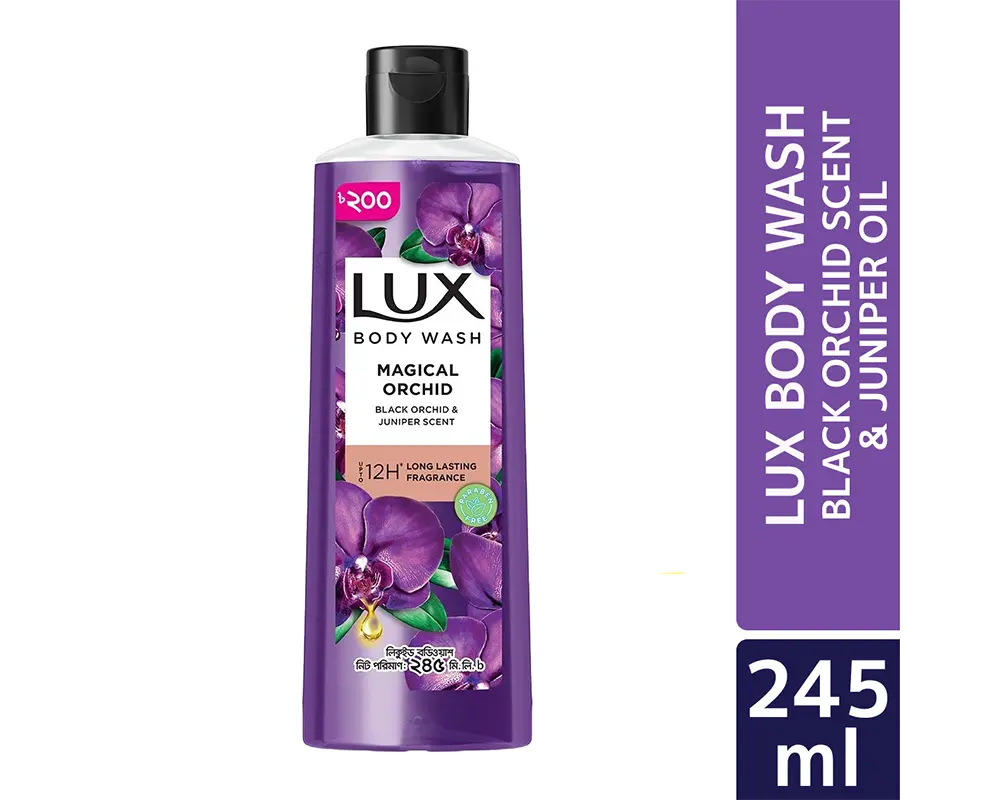 ৳২০০
LUX
BODY WASH
MAGICAL
ORCHID
BLACK ORCHID &
JUNIPER SCENT
UPTO 12H* LONG LASTING
FRAGRANCE
PARABEN
FREE
লিকুইড বডিওয়াশ
নিট পরিমাণ: ২৪৫ মি.লি. ৳
LUX BODY WASH
BLACK ORCHID SCENT
& JUNIPER OIL
245
ml